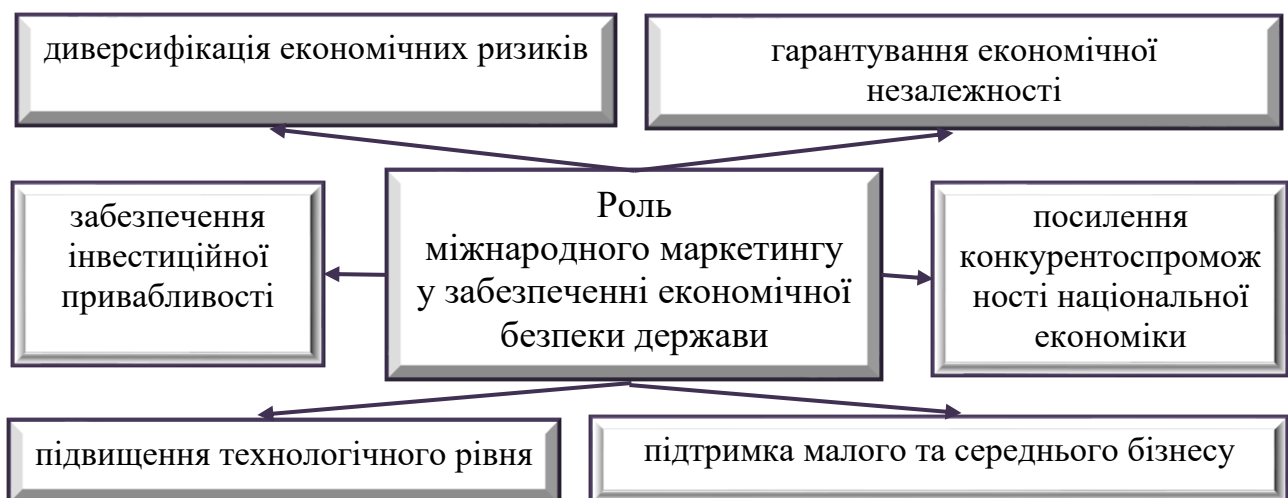 диверсифікація економічних ризиків
гарантування економічної
незалежності
забезпечення
інвестиційної
привабливості
Роль
міжнародного маркетингу
у забезпеченні економічної
безпеки держави
посилення
конкурентоспромож
ності національної
економіки
підвищення технологічного рівня
підтримка малого та середнього бізнесу